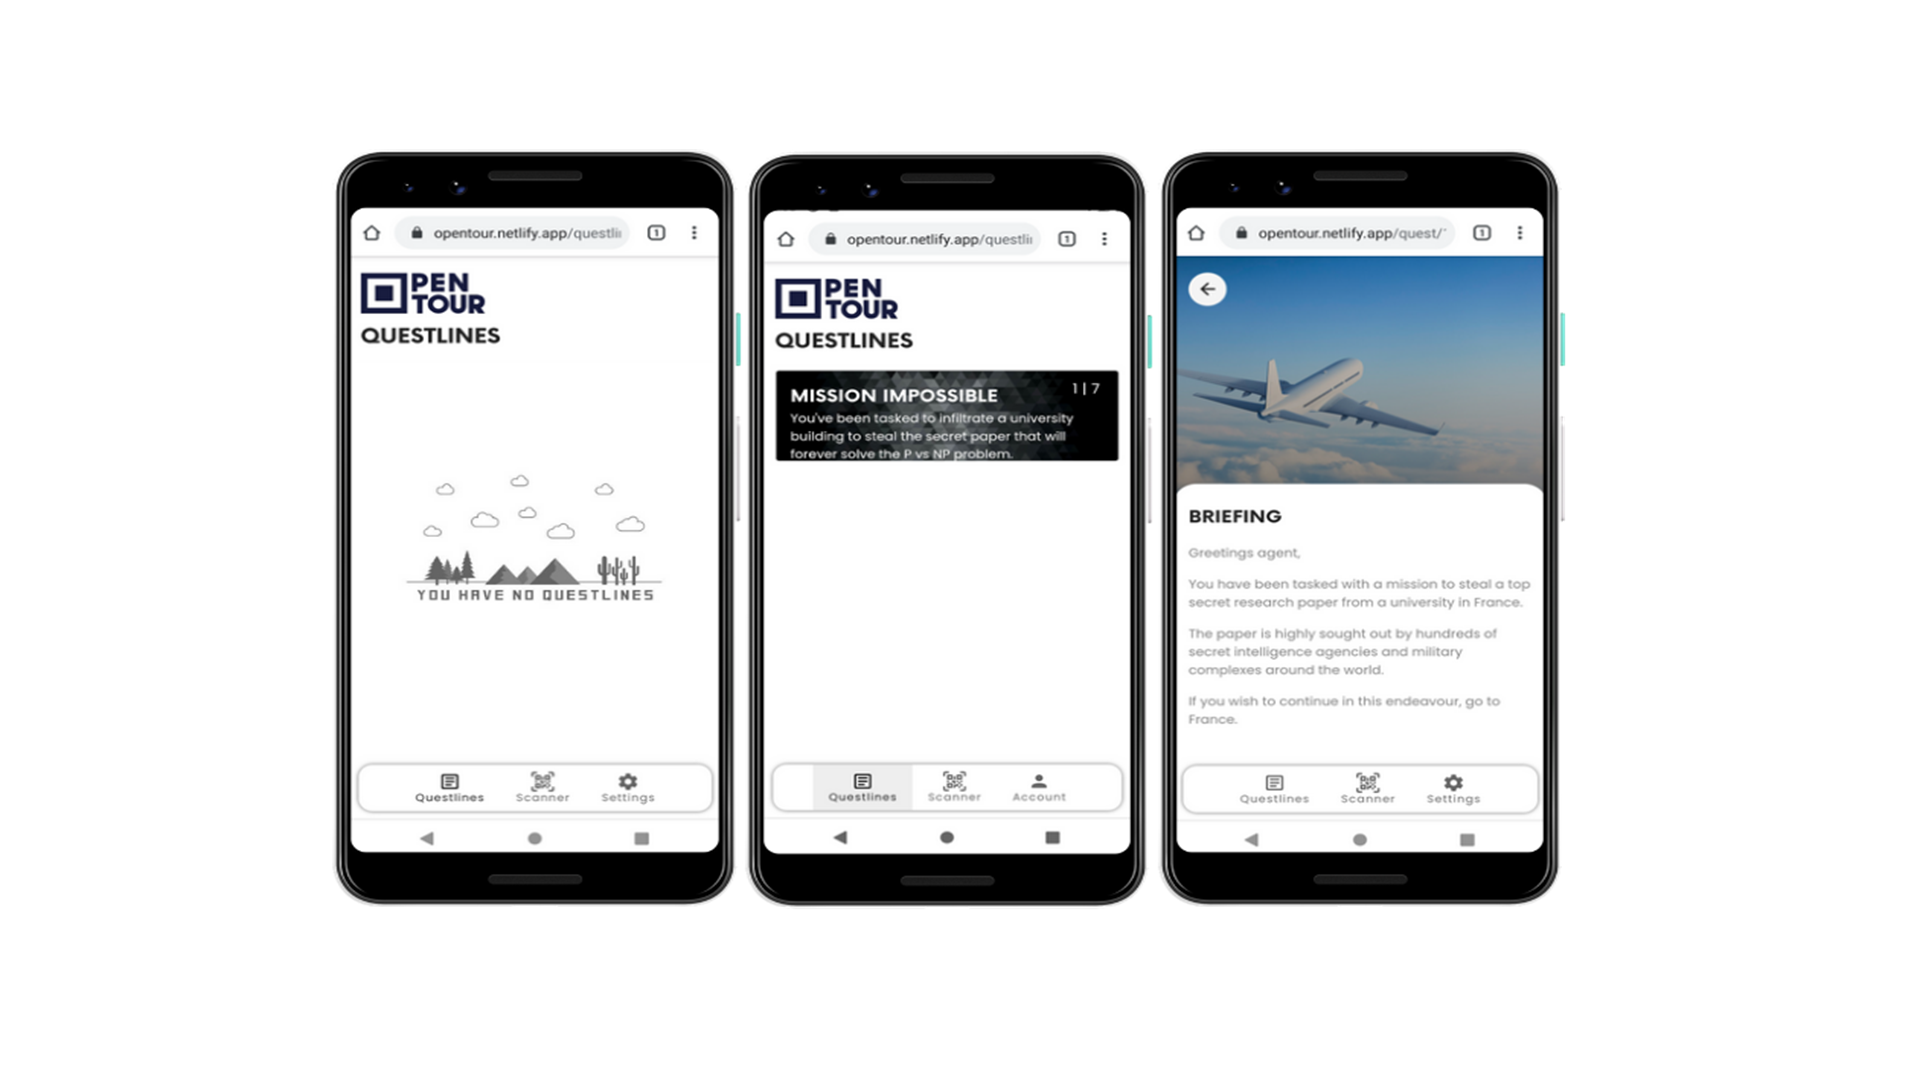 opentour.netlify.app/questli
1
PEN
TOUR
QUESTLINES
YOU HAVE NO QUESTLINES
Questlines
Scanner
Settings
opentour.netlify.app/questli
1
PEN
TOUR
QUESTLINES
MISSION IMPOSSIBLE
1|7
You've been tasked to infiltrate a university
building to steal the secret paper that will
forever solve the P vs NP problem.
Questlines
Scanner
Account
opentour.netlify.app/quest/
1
BRIEFING
Greetings agent,
You have been tasked with a mission to steal a top
secret research paper from a university in France.
The paper is highly sought out by hundreds of
secret intelligence agencies and military
complexes around the world.
If you wish to continue in this endeavour, go to
France.
Questlines
Scanner
Settings